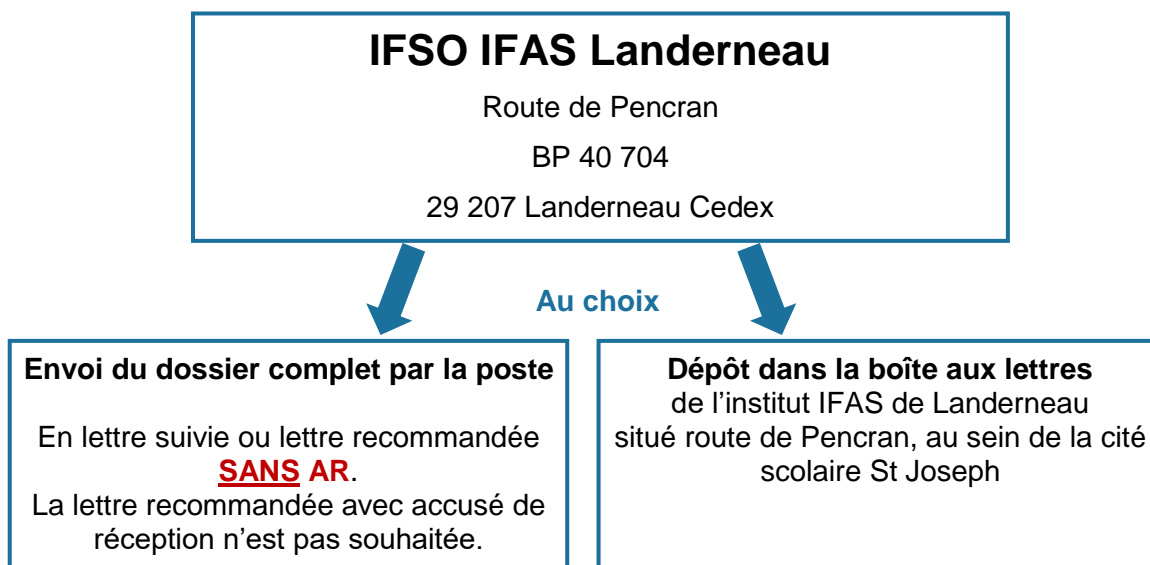 IFSO IFAS Landerneau
Route de Pencran
BP 40 704
29 207 Landerneau Cedex
Au choix
Envoi du dossier complet par la poste
En lettre suivie ou lettre recommandée
SANS AR.
La lettre recommandée avec accusé de
réception n’est pas souhaitée.
Dépôt dans la boîte aux lettres
de l’institut IFAS de Landerneau
situé route de Pencran, au sein de la cité
scolaire St Joseph